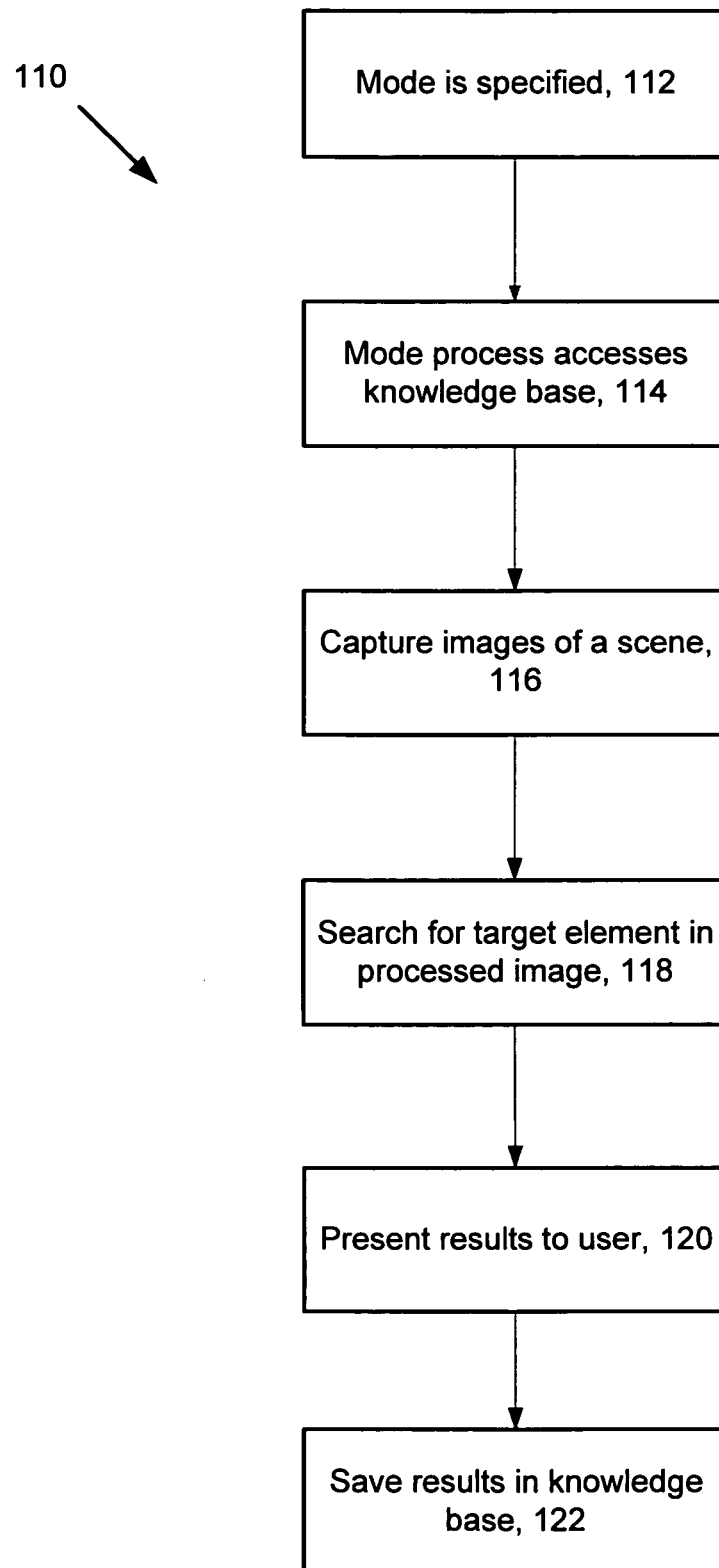 110
Mode is specified, 112
Mode process accesses
knowledge base, 114
Capture images of a scene,
116
Search for target element in
processed image, 118
Present results to user, 120
Save results in knowledge
base, 122